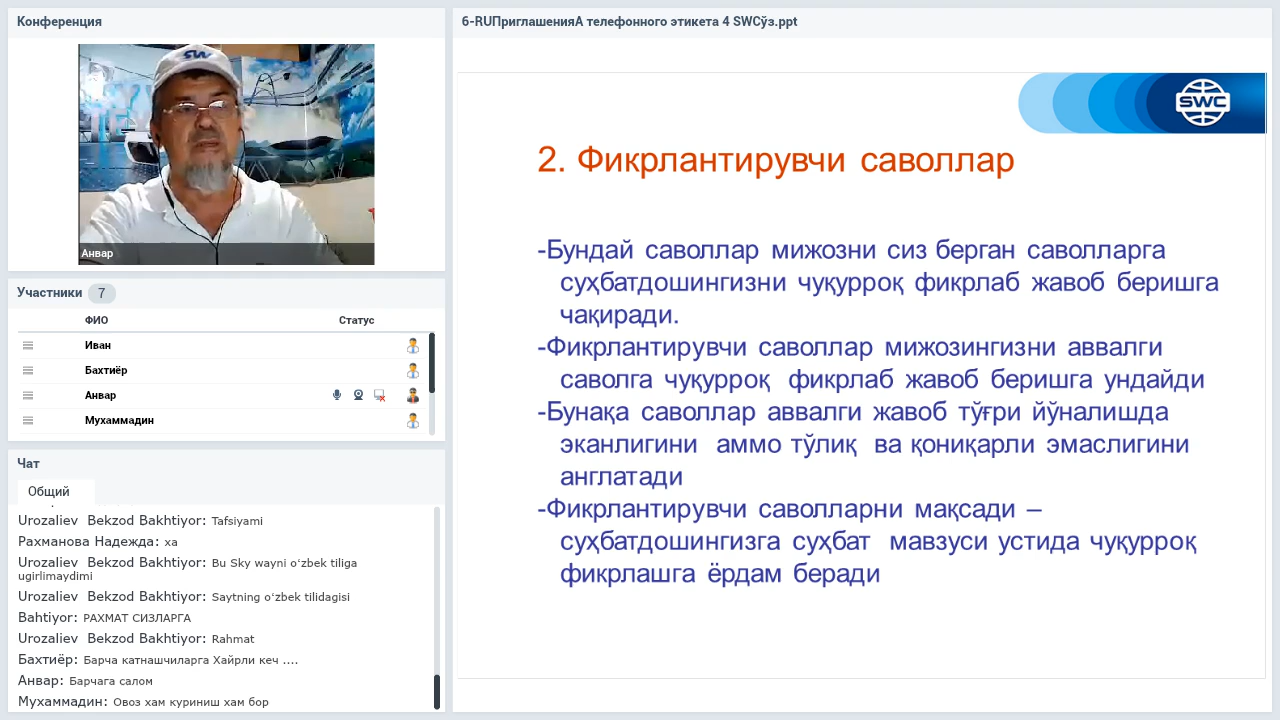 Конференция
SW
Анвар
Участники 7
ФИО Статус
Иван
Бахтиёр
Анвар
Мухаммадин
Чат
Общий
Urozaliev Bekzod Bakhtiyor: Tafsiyami
Рахманова Надежда: ха
Urozaliev Bekzod Bakhtiyor: Bu Sky wayni o'zbek tiliga
ugirlimaydimi
Urozaliev Bekzod Bakhtiyor: Saytning o'zbek tilidagisi
Bahtiyor: РАХМАТ СИЗЛАРГА
Urozaliev Bekzod Bakhtiyor: Rahmat
Бахтиёр: Барча катнашчиларга Хайрли кеч ....
Анвар: Барчага салом
Мухаммадин: Овоз хам куриниш хам бор
6-RUПриглашенияА телефонного этикета 4 SWCўз.ppt
SWC
2. Фикрлантирувчи саволлар
-Бундай саволлар мижозни сиз берган саволларга
суҳбатдошингизни чуқурроқ фикрлаб жавоб беришга
чақиради.
-Фикрлантирувчи саволлар мижозингизни аввалги
саволга чуқурроқ фикрлаб жавоб беришга ундайди
-Бунақа саволлар аввалги жавоб тўғри йўналишда
эканлигини аммо тўлиқ ва қониқарли эмаслигини
англатади
-Фикрлантирувчи саволларни мақсади –
суҳбатдошингизга суҳбат мавзуси устида чуқурроқ
фикрлашга ёрдам беради